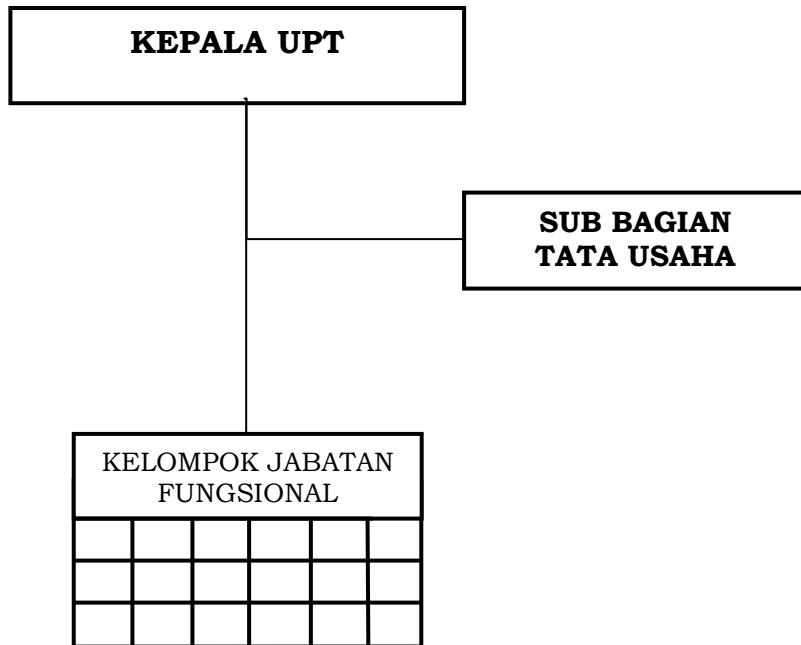 KEPALA UPT
SUB BAGIAN
TATA USAHA
KELOMPOK JABATAN
FUNGSIONAL